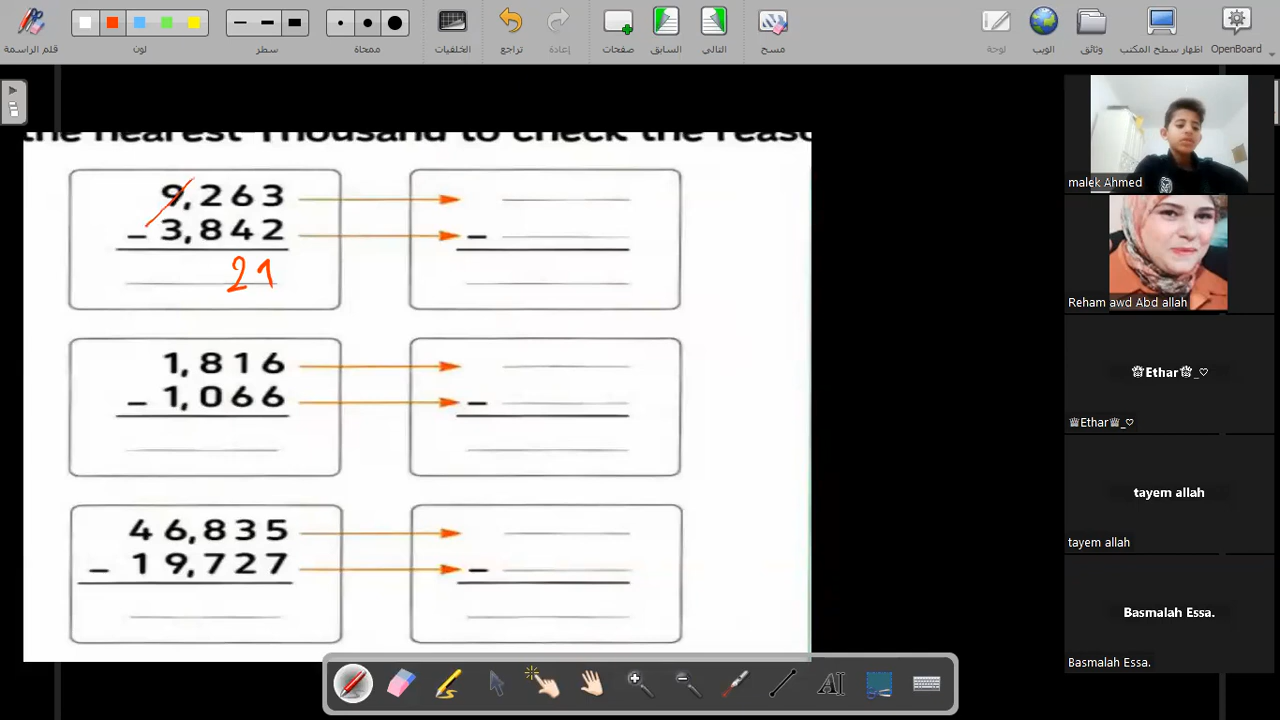 قلم الراسمة
لون
سطر
ممحاة
الخلفيات
تراجع
إعادة
صفحات
السابق
التالي
مسح
لوحة
الويب
وثائق
اظهار سطح المكتب
OpenBoard
the nearest Thousand to check the reaso
9,263
- 3,842
21
-
1,816
- 1,066
-
46,835
- 19,727
-
malek Ahmed
Reham awd Abd allah
♕Ethar♕_♡
♕Ethar♕_♡
tayem allah
tayem allah
Basmalah Essa.
Basmalah Essa.
AI